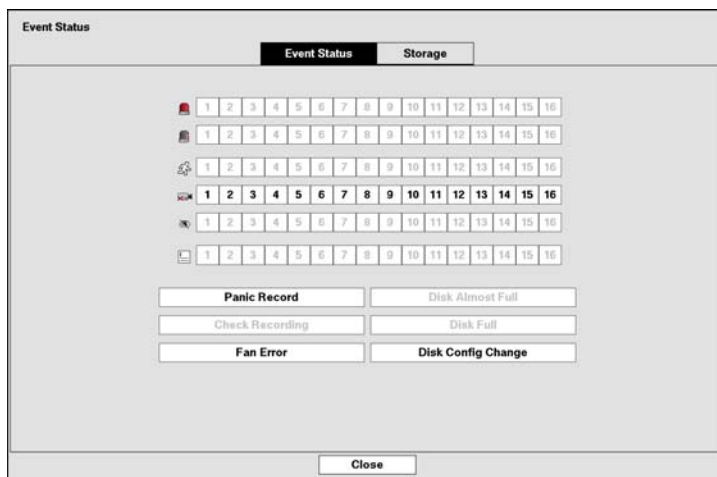 Event Status
Event Status Storage
1 2 3 4 5 6 7 8 9 10 11 12 13 14 15 16
1 2 3 4 5 6 7 8 9 10 11 12 13 14 15 16
1 2 3 4 5 6 7 8 9 10 11 12 13 14 15 16
1 2 3 4 5 6 7 8 9 10 11 12 13 14 15 16
1 2 3 4 5 6 7 8 9 10 11 12 13 14 15 16
1 2 3 4 5 6 7 8 9 10 11 12 13 14 15 16
Panic Record Disk Almost Full
Check Recording Disk Full
Fan Error Disk Config Change
Close